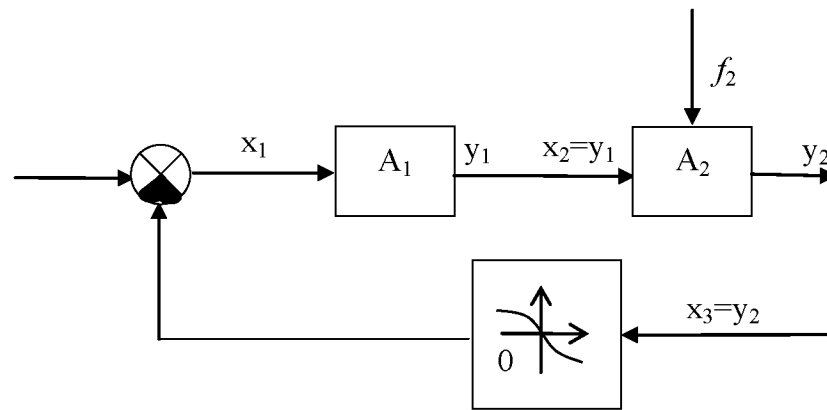 f₂
x₁
A₁
y₁
x₂=y₁
A₂
y₂
x₃=y₂
0